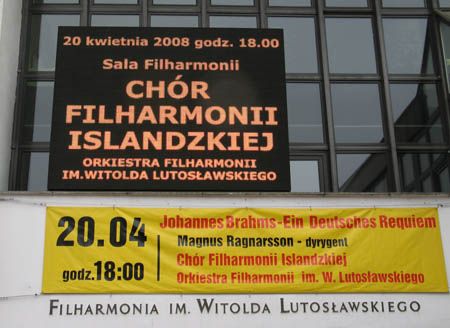 20 kwietnia 2008 godz. 18.00
Sala Filharmonii
CHÓR
FILHARMONII
ISLANDZKIEJ
ORKIESTRA FILHARMONII
IM.WITOLDA LUTOSŁAWSKIEGO
20.04
godz.18:00
Johannes Brahms-Ein Deutsches Requiem
Magnus Ragnarsson - dyrygent
Chór Filharmonii Islandzkiej
Orkiestra Filharmonii im. W. Lutosławskiego
FILHARMONIA IM. WITOLDA LUTOSŁAWSKIEGO